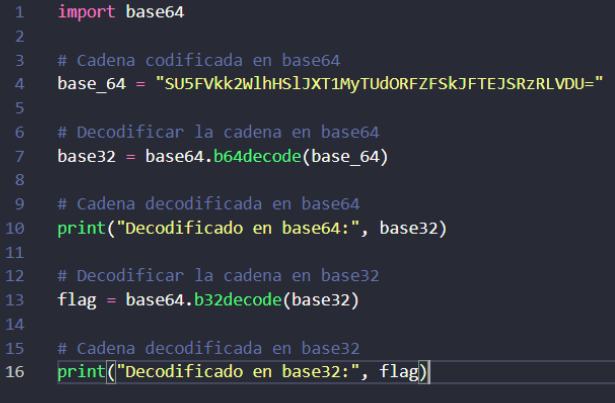 1 import base64
2
3 # Cadena codificada en base64
4 base_64 = "SU5FVkk2WlhHSlJXT1MyTUdORFZFSkJFTEJSRzRLVDU="
5
6 # Decodificar la cadena en base64
7 base32 = base64.b64decode(base_64)
8
9 # Cadena decodificada en base64
10 print("Decodificado en base64:", base32)
11
12 # Decodificar la cadena en base32
13 flag = base64.b32decode(base32)
14
15 # Cadena decodificada en base32
16 print("Decodificado en base32:", flag)